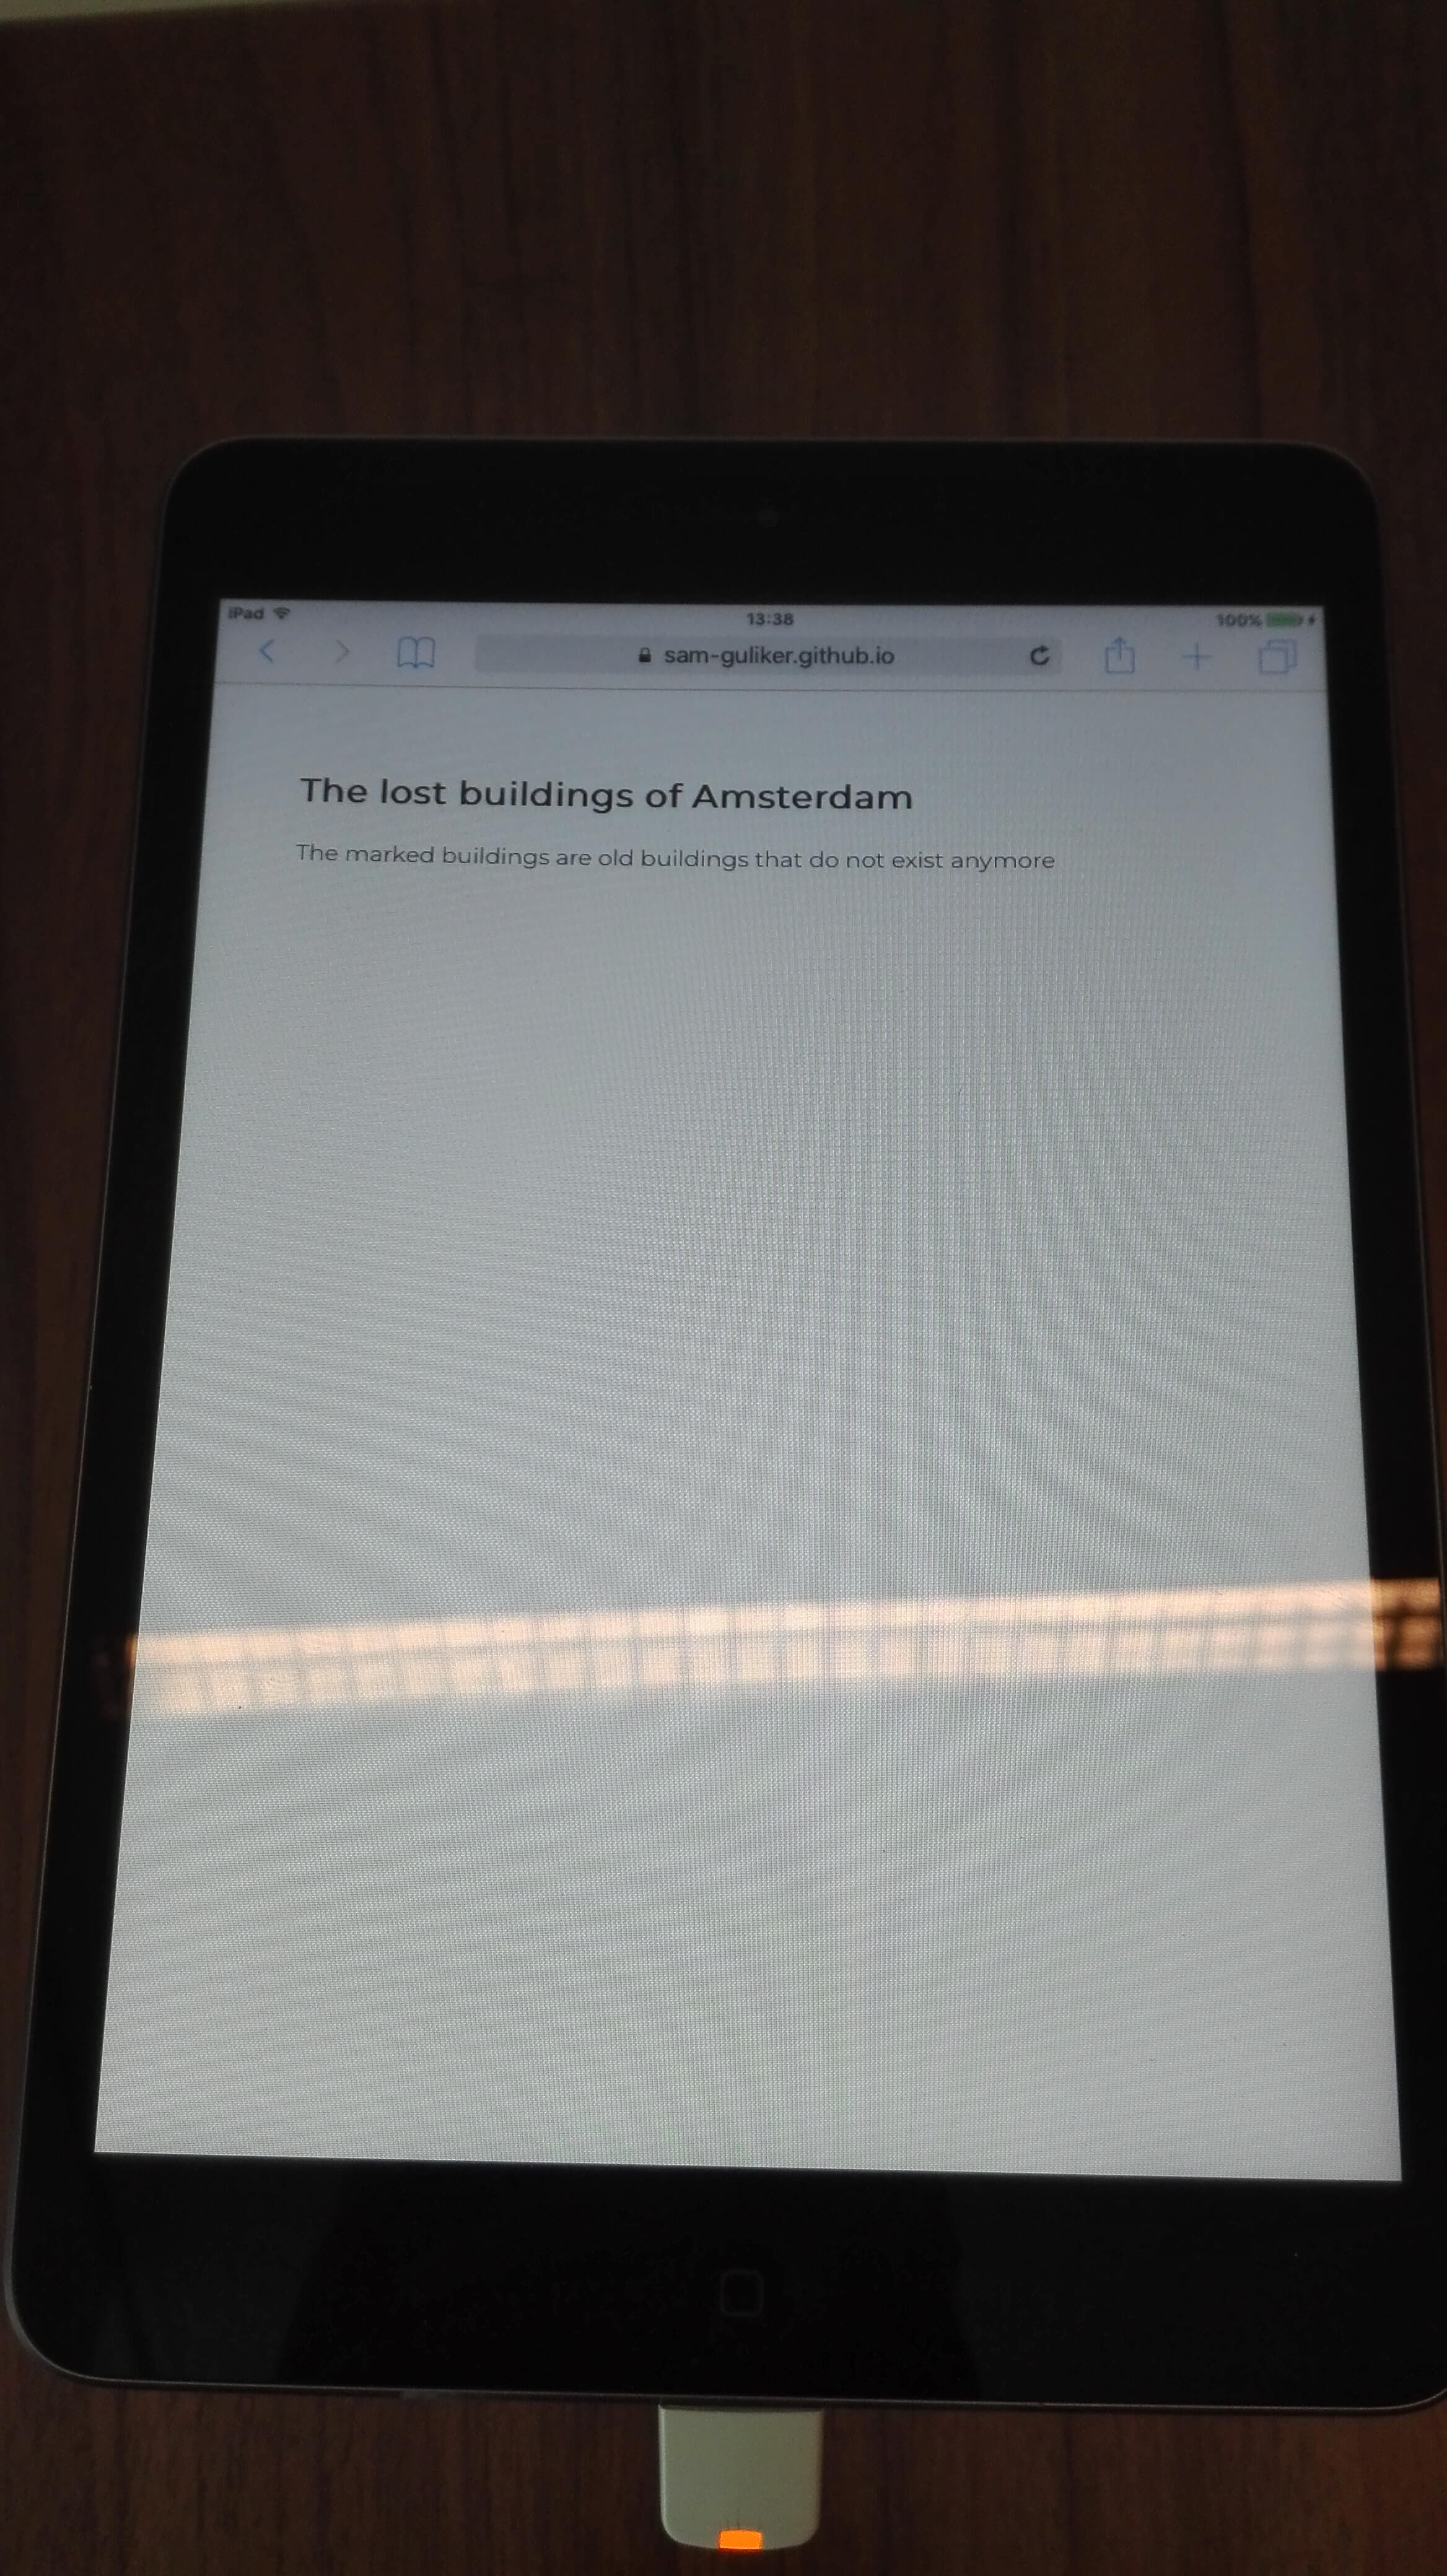 iPad
13:38
100%
sam-guliker.github.io
The lost buildings of Amsterdam
The marked buildings are old buildings that do not exist anymore